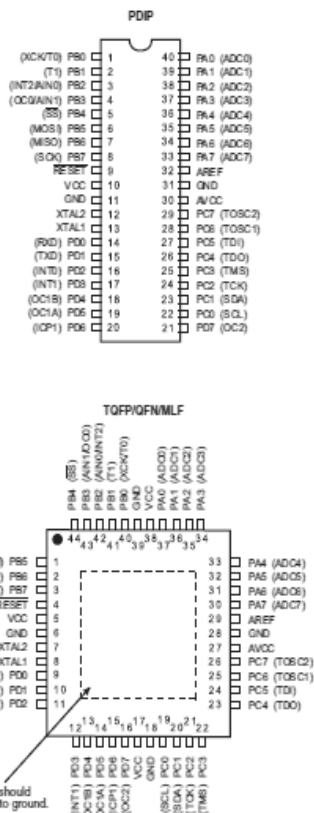 PDIP
(XCK/T0) PB0 1 40 PA0 (ADC0)
(T1) PB1 2 39 PA1 (ADC1)
(INT2/AIN0) PB2 3 38 PA2 (ADC2)
(OC0/AIN1) PB3 4 37 PA3 (ADC3)
(SS) PB4 5 36 PA4 (ADC4)
(MOSI) PB5 6 35 PA5 (ADC5)
(MISO) PB6 7 34 PA6 (ADC6)
(SCK) PB7 8 33 PA7 (ADC7)
RESET 9 32 AREF
VCC 10 31 GND
GND 11 30 AVCC
XTAL2 12 29 PC7 (TOSC2)
XTAL1 13 28 PC6 (TOSC1)
(RXD) PD0 14 27 PC5 (TDI)
(TXD) PD1 15 26 PC4 (TDO)
(INT0) PD2 16 25 PC3 (TMS)
(INT1) PD3 17 24 PC2 (TCK)
(OC1B) PD4 18 23 PC1 (SDA)
(OC1A) PD5 19 22 PC0 (SCL)
(ICP1) PD6 20 21 PD7 (OC2)
TQFP/QFN/MLF
PB4 (SS)
PB3 (AIN1/OC0)
PB2 (AIN0/INT2)
PB1 (T1)
PB0 (XCK/T0)
GND
VCC
PA0 (ADC0)
PA1 (ADC1)
PA2 (ADC2)
PA3 (ADC3)
44 43 42 41 40 39 38 37 36 35 34
) PB5 1 33 PA4 (ADC4)
) PB6 2 32 PA5 (ADC5)
) PB7 3 31 PA6 (ADC6)
RESET 4 30 PA7 (ADC7)
VCC 5 29 AREF
GND 6 28 GND
XTAL2 7 27 AVCC
XTAL1 8 26 PC7 (TOSC2)
) PD0 9 25 PC6 (TOSC1)
) PD1 10 24 PC5 (TDI)
) PD2 11 23 PC4 (TDO)
12 13 14 15 16 17 18 19 20 21 22
(INT1) PD3
OC1B) PD4
OC1A) PD5
(ICP1) PD6
(OC2) PD7
VCC
GND
(SCL) PC0
(SDA) PC1
(TCK) PC2
(TMS) PC3
should
to ground.